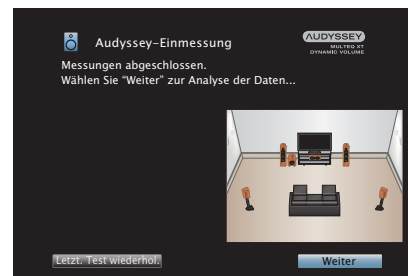 Audyssey-Einmessung
AUDYSSEY
MULTEQ XT
DYNAMIC VOLUME
Messungen abgeschlossen.
Wählen Sie “Weiter” zur Analyse der Daten...
Letzt. Test wiederhol.
Weiter